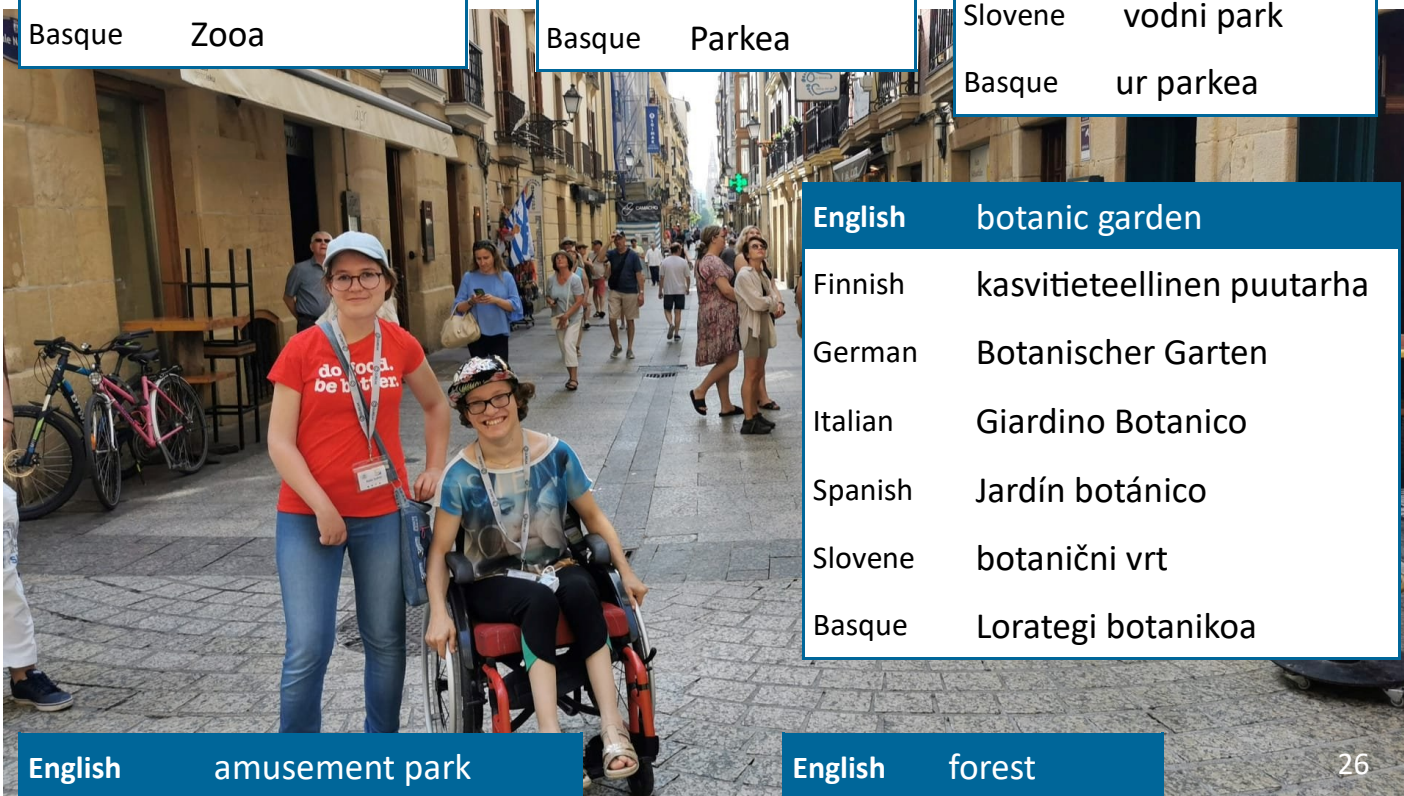 Basque Zooa
Basque Parkea
Slovene vodni park
Basque ur parkea
English botanic garden
Finnish kasvitieteellinen puutarha
German Botanischer Garten
Italian Giardino Botanico
Spanish Jardín botánico
Slovene botanični vrt
Basque Lorategi botanikoa
do good.
be better.
English amusement park
English forest
26